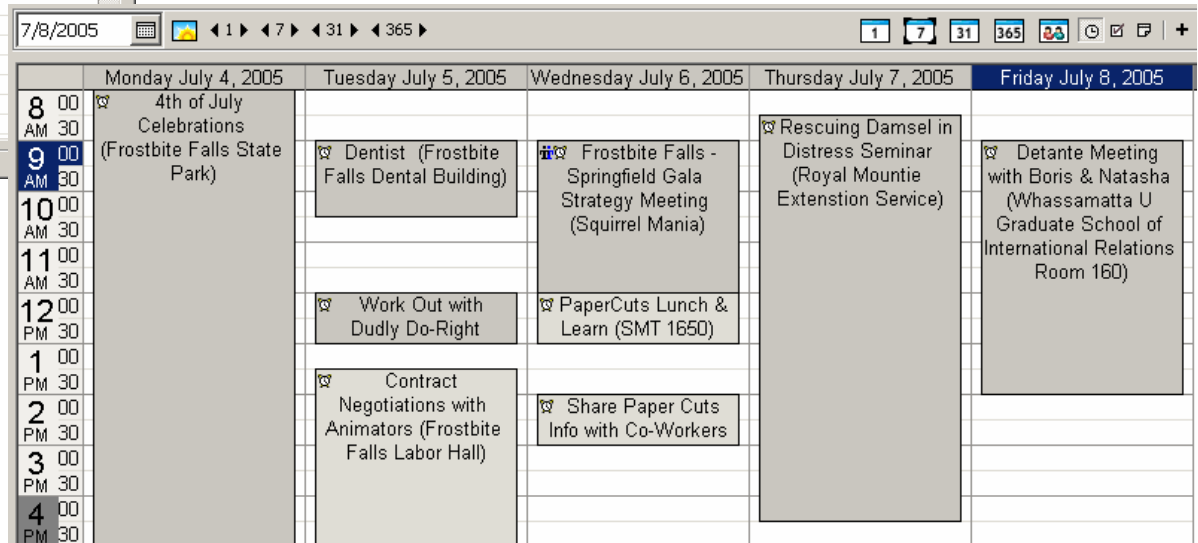 7/8/2005 1 7 31 365 1 7 31 365
Monday July 4, 2005 Tuesday July 5, 2005 Wednesday July 6, 2005 Thursday July 7, 2005 Friday July 8, 2005
8 AM 00 30
9 AM 00 30
10 AM 00 30
11 AM 00 30
12 PM 00 30
1 PM 00 30
2 PM 00 30
3 PM 00 30
4 PM 00 30
4th of July
Celebrations
(Frostbite Falls State
Park)
Dentist (Frostbite
Falls Dental Building)
Work Out with
Dudly Do-Right
Contract
Negotiations with
Animators (Frostbite
Falls Labor Hall)
Frostbite Falls -
Springfield Gala
Strategy Meeting
(Squirrel Mania)
PaperCuts Lunch &
Learn (SMT 1650)
Share Paper Cuts
Info with Co-Workers
Rescuing Damsel in
Distress Seminar
(Royal Mountie
Extenstion Service)
Detante Meeting
with Boris & Natasha
(Whassamatta U
Graduate School of
International Relations
Room 160)